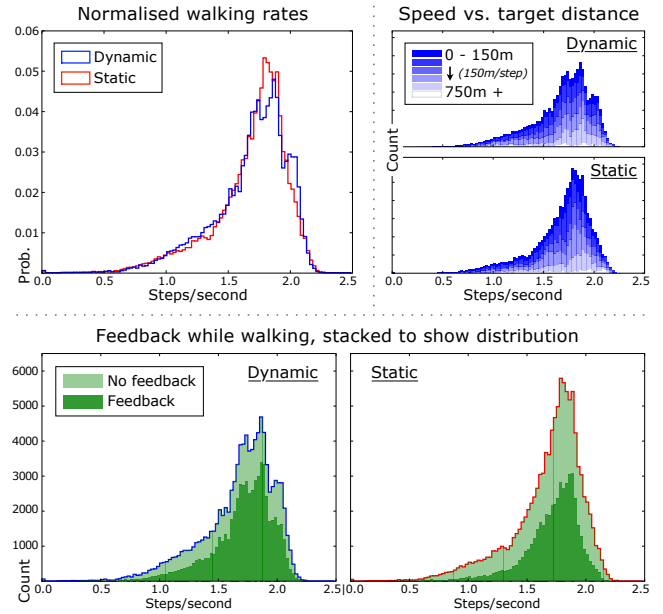 Normalised walking rates
0.06
0.05
0.04
0.03
0.02
0.01
Prob.
Dynamic
Static
0.0 0.5 1.0 1.5 2.0 2.5
Steps/second
Speed vs. target distance
0 - 150m
(150m/step)
750m +
Dynamic
Count
Static
0.0 0.5 1.0 1.5 2.0 2.5
Steps/second
Feedback while walking, stacked to show distribution
6000
5000
4000
3000
2000
1000
0
Count
No feedback
Feedback
Dynamic
0.0 0.5 1.0 1.5 2.0 2.5
Steps/second
Static
0.0 0.5 1.0 1.5 2.0 2.5
Steps/second